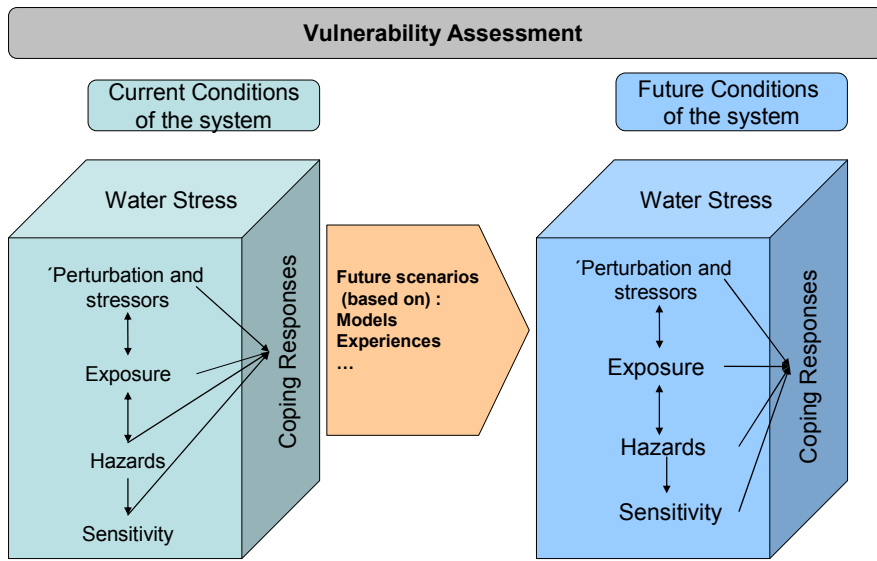 Vulnerability Assessment
Current Conditions
of the system
Future Conditions
of the system
Water Stress
´Perturbation and
stressors
Exposure
Hazards
Sensitivity
Coping Responses
Future scenarios
(based on) :
Models
Experiences
…
Water Stress
´Perturbation and
stressors
Exposure
Hazards
Sensitivity
Coping Responses